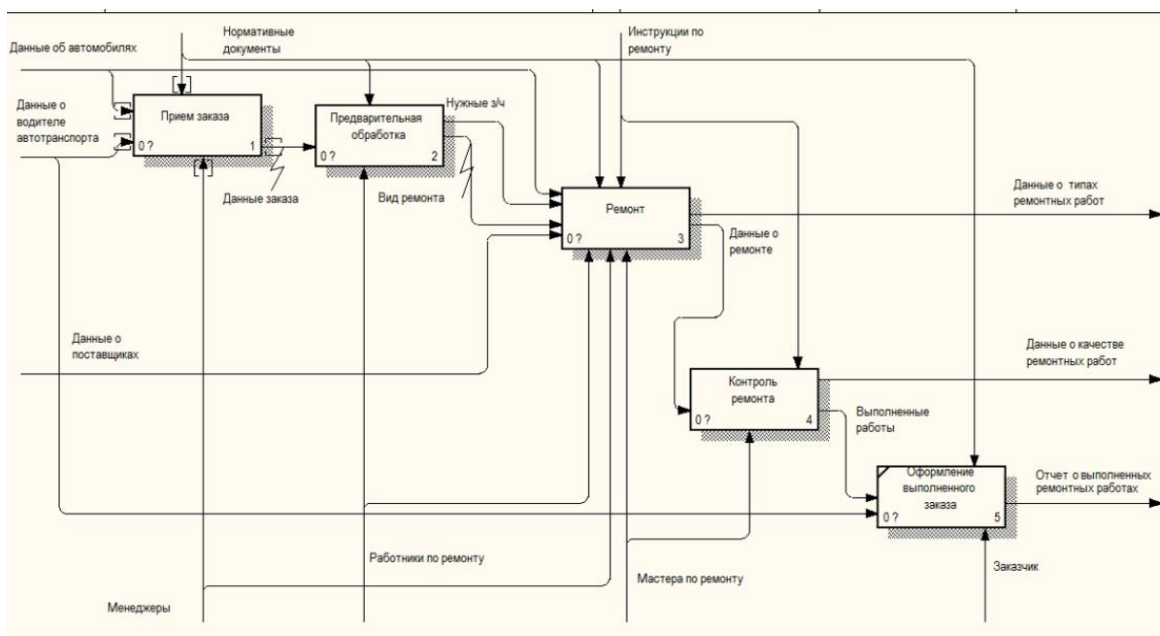 Данные об автомобилях
Нормативные
документы
Инструкции по
ремонту
Данные о
водителе
автотранспорта
Прием заказа
0 ?
1
Предварительная
обработка
0 ?
2
Нужные з/ч
Данные заказа
Вид ремонта
Ремонт
0 ?
3
Данные о типах
ремонтных работ
Данные о
ремонте
Данные о
поставщиках
Данные о качестве
ремонтных работ
Контроль
ремонта
0 ?
4
Выполненные
работы
Оформление
выполненного
заказа
0 ?
5
Отчет о выполненных
ремонтных работах
Работники по ремонту
Мастера по ремонту
Заказчик
Менеджеры